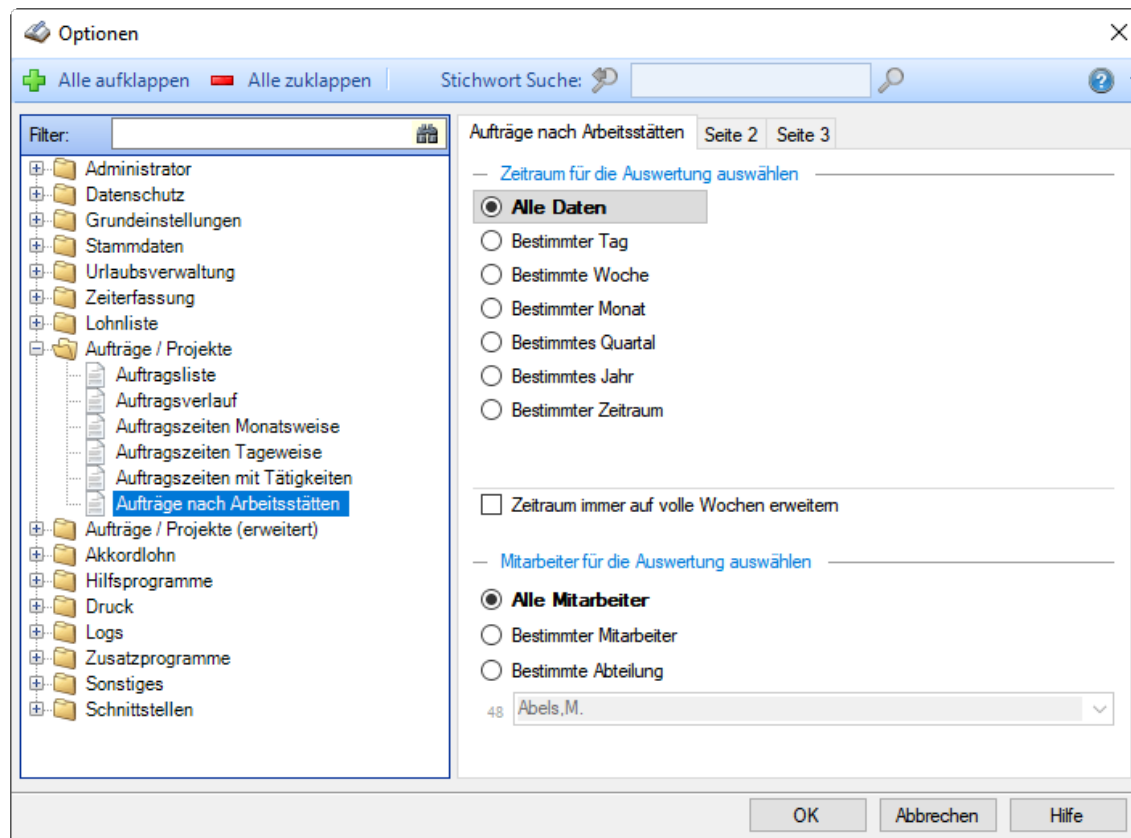 Optionen
Alle aufklappen Alle zuklappen Stichwort Suche:
Filter:
Administrator
Datenschutz
Grundeinstellungen
Stammdaten
Urlaubsverwaltung
Zeiterfassung
Lohnliste
Aufträge / Projekte
Auftragsliste
Auftragsverlauf
Auftragszeiten Monatsweise
Auftragszeiten Tageweise
Auftragszeiten mit Tätigkeiten
Aufträge nach Arbeitsstätten
Aufträge / Projekte (erweitert)
Akkordlohn
Hilfsprogramme
Druck
Logs
Zusatzprogramme
Sonstiges
Schnittstellen
Aufträge nach Arbeitsstätten Seite 2 Seite 3
Zeitraum für die Auswertung auswählen
Alle Daten
Bestimmter Tag
Bestimmte Woche
Bestimmter Monat
Bestimmtes Quartal
Bestimmtes Jahr
Bestimmter Zeitraum
Zeitraum immer auf volle Wochen erweitern
Mitarbeiter für die Auswertung auswählen
Alle Mitarbeiter
Bestimmter Mitarbeiter
Bestimmte Abteilung
48 Abels,M.
OK Abbrechen Hilfe